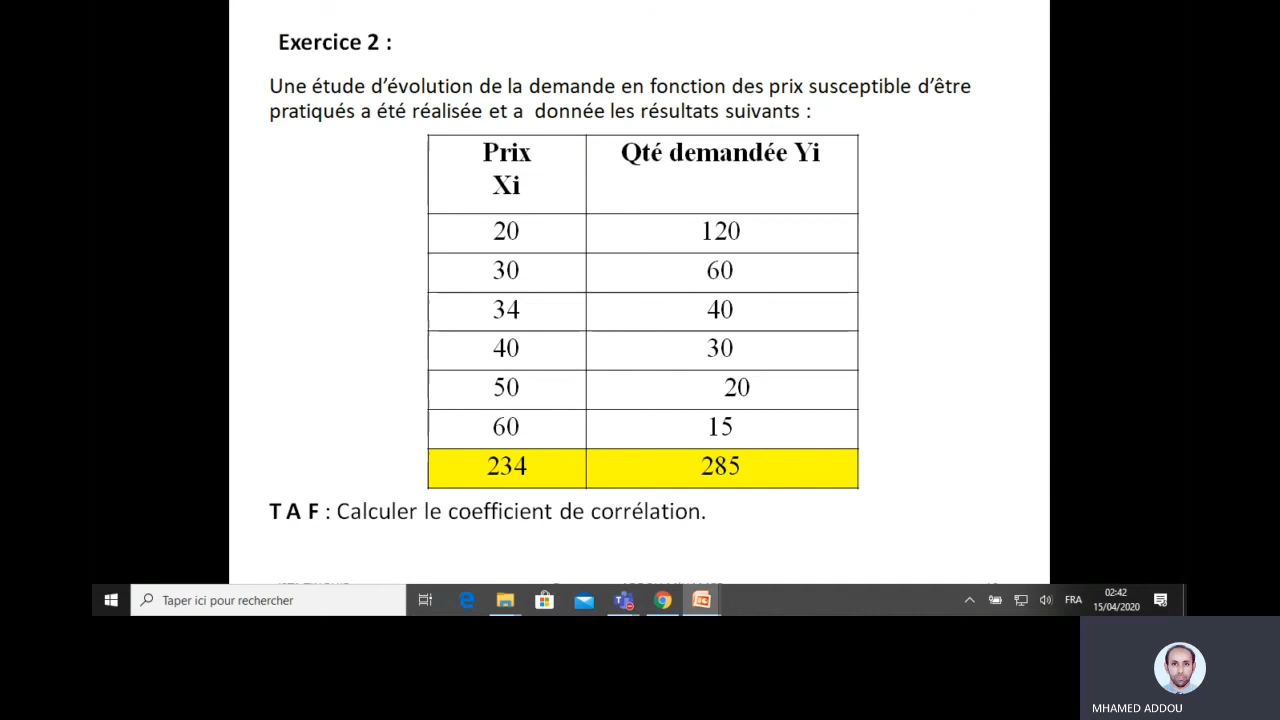 Exercice 2 :
Une étude d’évolution de la demande en fonction des prix susceptible d’être
pratiqués a été réalisée et a donnée les résultats suivants :
Prix Qté demandée Yi
Xi
20 120
30 60
34 40
40 30
50 20
60 15
234 285
T A F : Calculer le coefficient de corrélation.
Taper ici pour rechercher
FRA
02:42
15/04/2020
MHAMED ADDOU